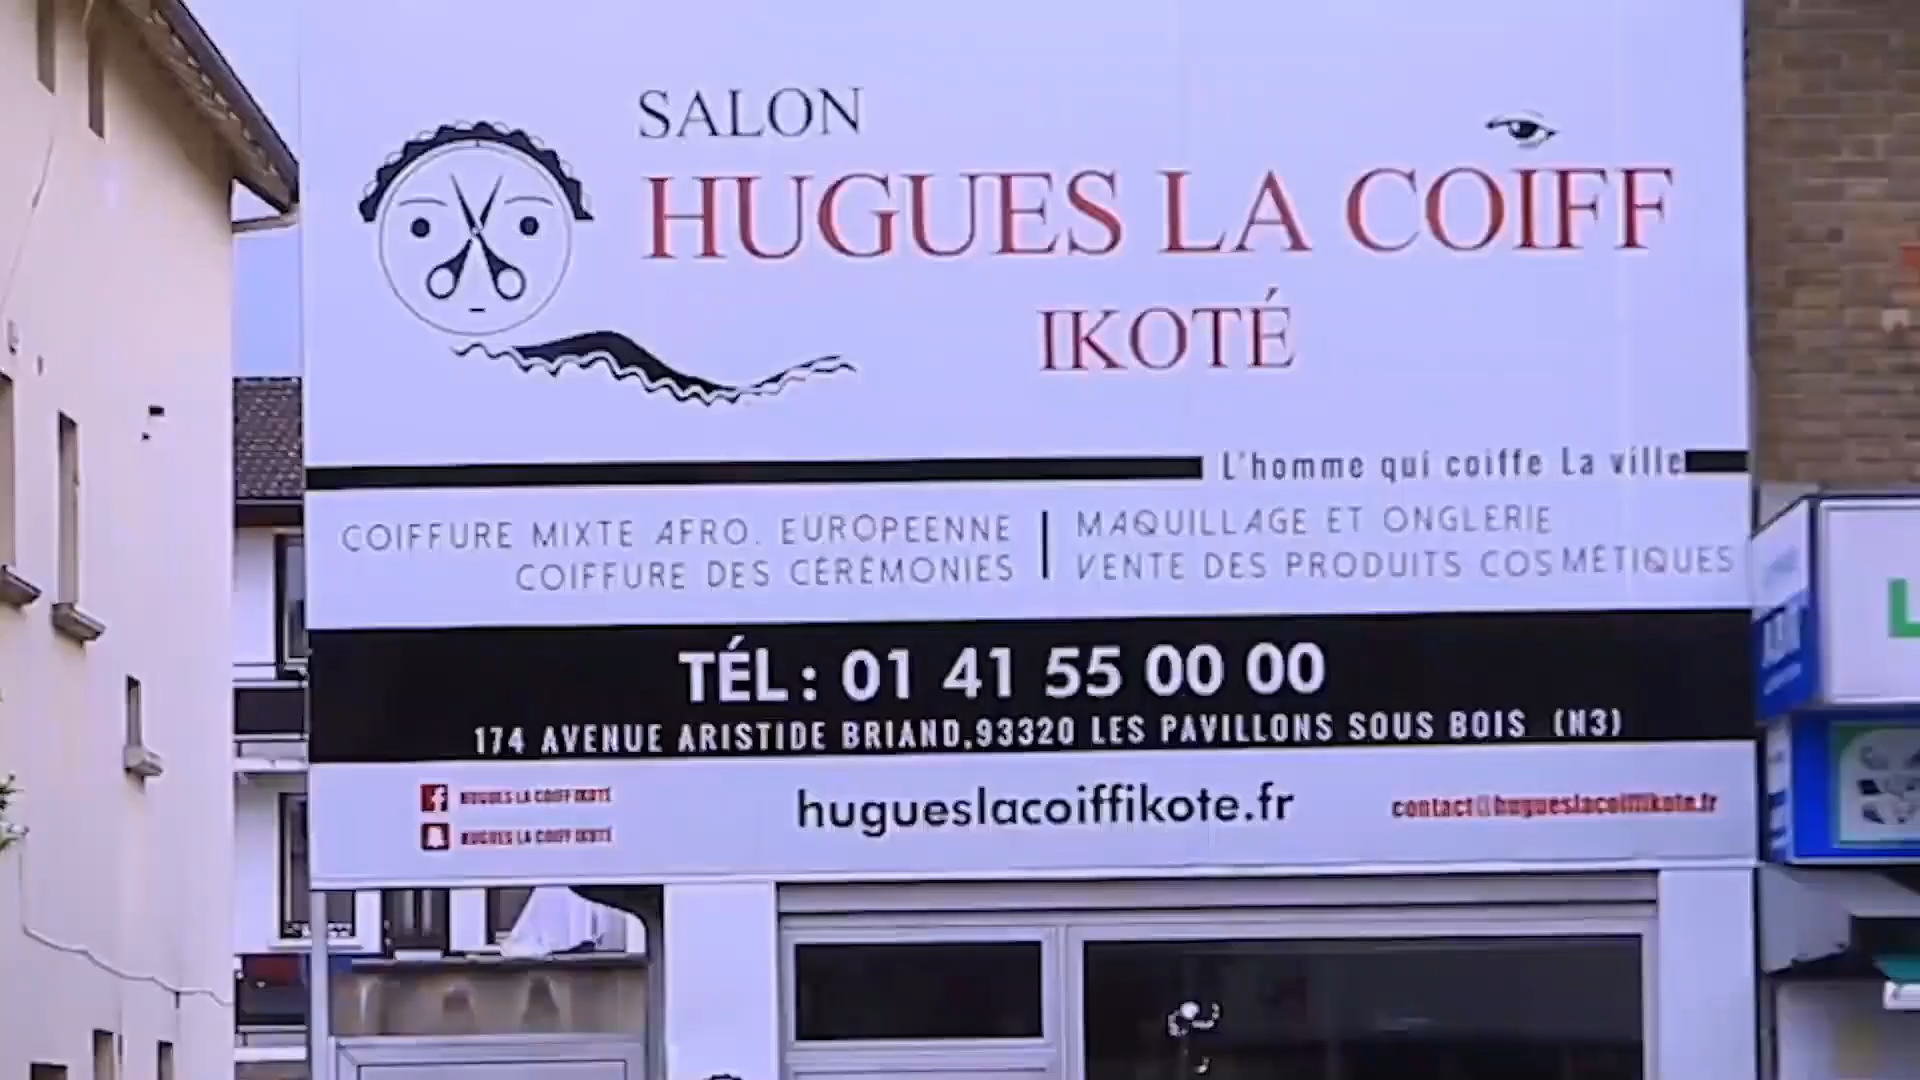 SALON
HUGUES LA COIFF
IKOTÉ
L'homme qui coiffe La ville
COIFFURE MIXTE AFRO. EUROPEENNE
COIFFURE DES CÉRÉMONIES
MAQUILLAGE ET ONGLERIE
VENTE DES PRODUITS COSMÉTIQUES
TÉL : 01 41 55 00 00
174 AVENUE ARISTIDE BRIAND.93320 LES PAVILLONS SOUS BOIS (N3)
HUGUES LA COIFF IKOTÉ
HUGUES LA COIFF IKOTÉ
hugueslacoiffikote.fr
contact@hugueslacoiffikote.fr